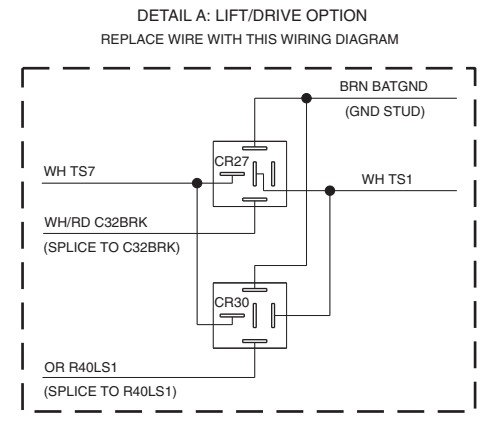 DETAIL A: LIFT/DRIVE OPTION
REPLACE WIRE WITH THIS WIRING DIAGRAM
BRN BATGND
(GND STUD)
CR27
WH TS7
WH TS1
WH/RD C32BRK
(SPLICE TO C32BRK)
CR30
OR R40LS1
(SPLICE TO R40LS1)